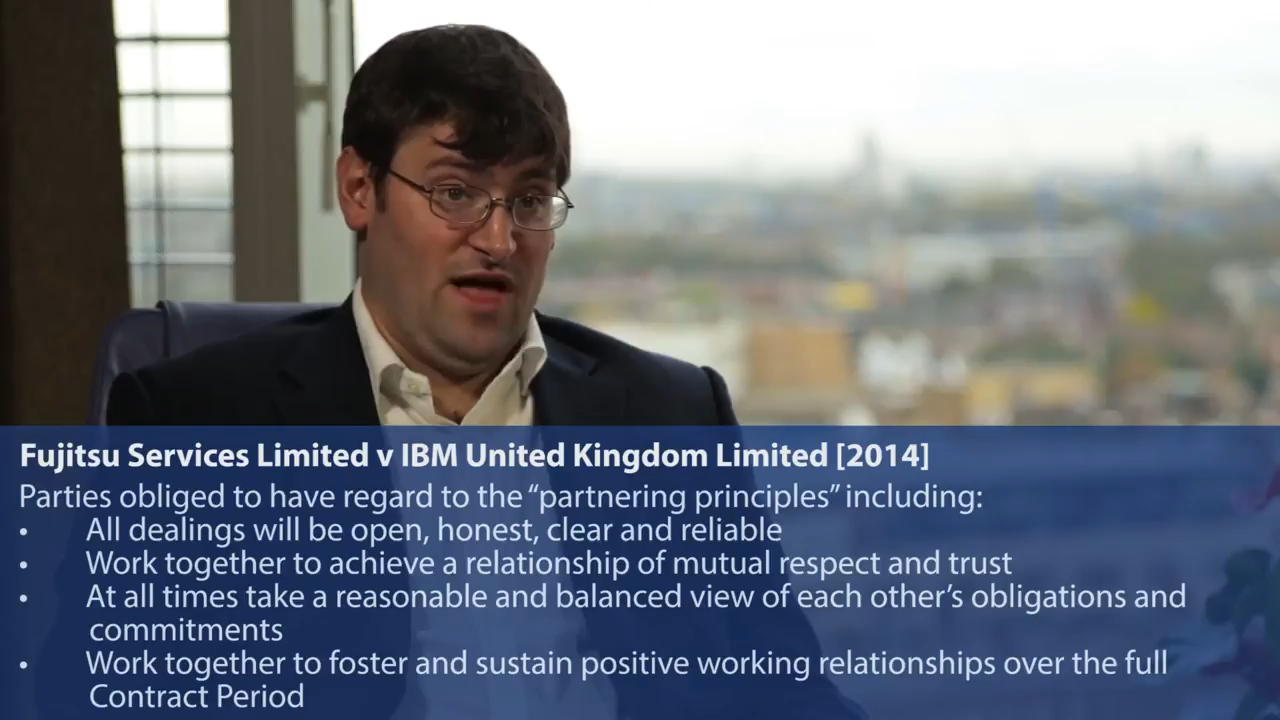 Fujitsu Services Limited v IBM United Kingdom Limited [2014]
Parties obliged to have regard to the “partnering principles” including:
• All dealings will be open, honest, clear and reliable
• Work together to achieve a relationship of mutual respect and trust
• At all times take a reasonable and balanced view of each other’s obligations and
commitments
• Work together to foster and sustain positive working relationships over the full
Contract Period